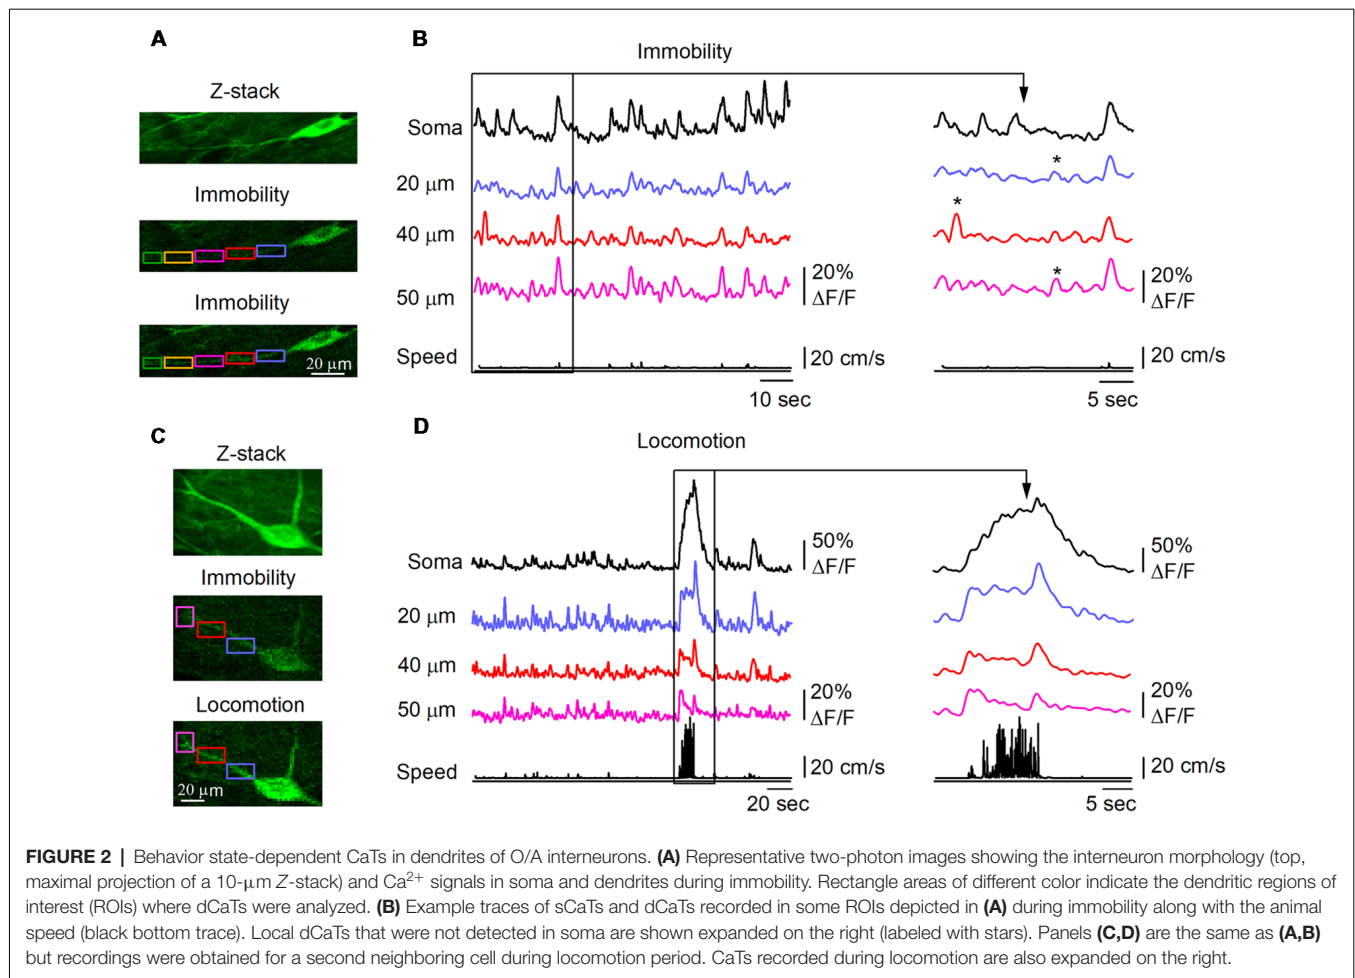 A
Z-stack
Immobility
Immobility
20 μm
B
Immobility
Soma
20 μm
*
*
40 μm
*
50 μm
20%
ΔF/F
20%
ΔF/F
Speed
20 cm/s
20 cm/s
10 sec
5 sec
C
Z-stack
Immobility
Locomotion
20 μm
D
Locomotion
Soma
50%
ΔF/F
50%
ΔF/F
20 μm
40 μm
50 μm
20%
ΔF/F
20%
ΔF/F
Speed
20 cm/s
20 cm/s
20 sec
5 sec
FIGURE 2 | Behavior state-dependent CaTs in dendrites of O/A interneurons. (A) Representative two-photon images showing the interneuron morphology (top,
maximal projection of a 10-μm Z-stack) and Ca2+ signals in soma and dendrites during immobility. Rectangle areas of different color indicate the dendritic regions of
interest (ROIs) where dCaTs were analyzed. (B) Example traces of sCaTs and dCaTs recorded in some ROIs depicted in (A) during immobility along with the animal
speed (black bottom trace). Local dCaTs that were not detected in soma are shown expanded on the right (labeled with stars). Panels (C,D) are the same as (A,B)
but recordings were obtained for a second neighboring cell during locomotion period. CaTs recorded during locomotion are also expanded on the right.